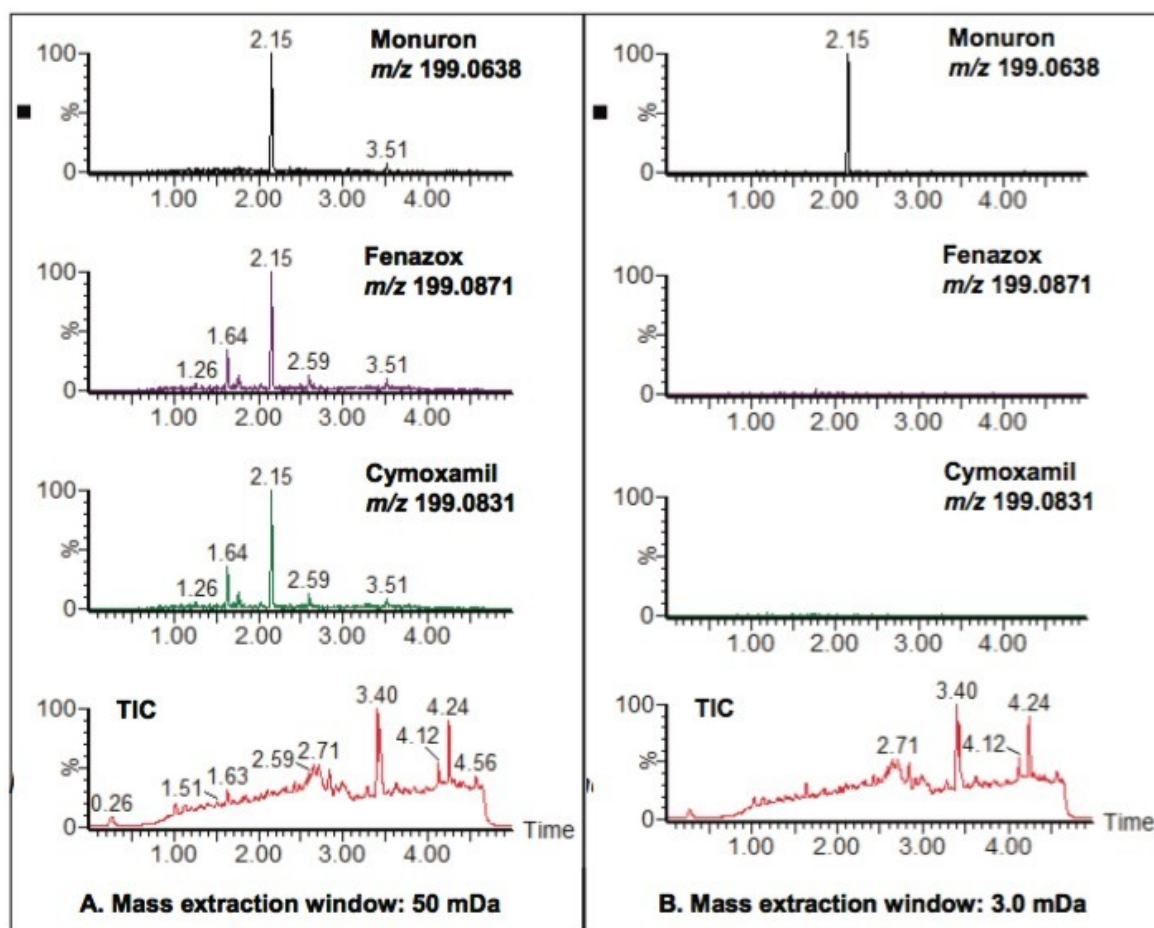 2.15
Monuron
m/z 199.0638
100
%
3.51
0
1.00 2.00 3.00 4.00
2.15
Fenazox
m/z 199.0871
100
%
1.64
1.26 2.59 3.51
0
1.00 2.00 3.00 4.00
2.15
Cymoxamil
m/z 199.0831
100
%
1.64
1.26 2.59 3.51
0
1.00 2.00 3.00 4.00
TIC
3.40
4.24
100
%
2.59 2.71 4.12
4.56
1.51 1.63
0.26
0
Time
1.00 2.00 3.00 4.00
A. Mass extraction window: 50 mDa
2.15
Monuron
m/z 199.0638
100
%
0
1.00 2.00 3.00 4.00
Fenazox
m/z 199.0871
100
%
0
1.00 2.00 3.00 4.00
Cymoxamil
m/z 199.0831
100
%
0
1.00 2.00 3.00 4.00
TIC
3.40
4.24
100
%
2.71 4.12
0
Time
1.00 2.00 3.00 4.00
B. Mass extraction window: 3.0 mDa